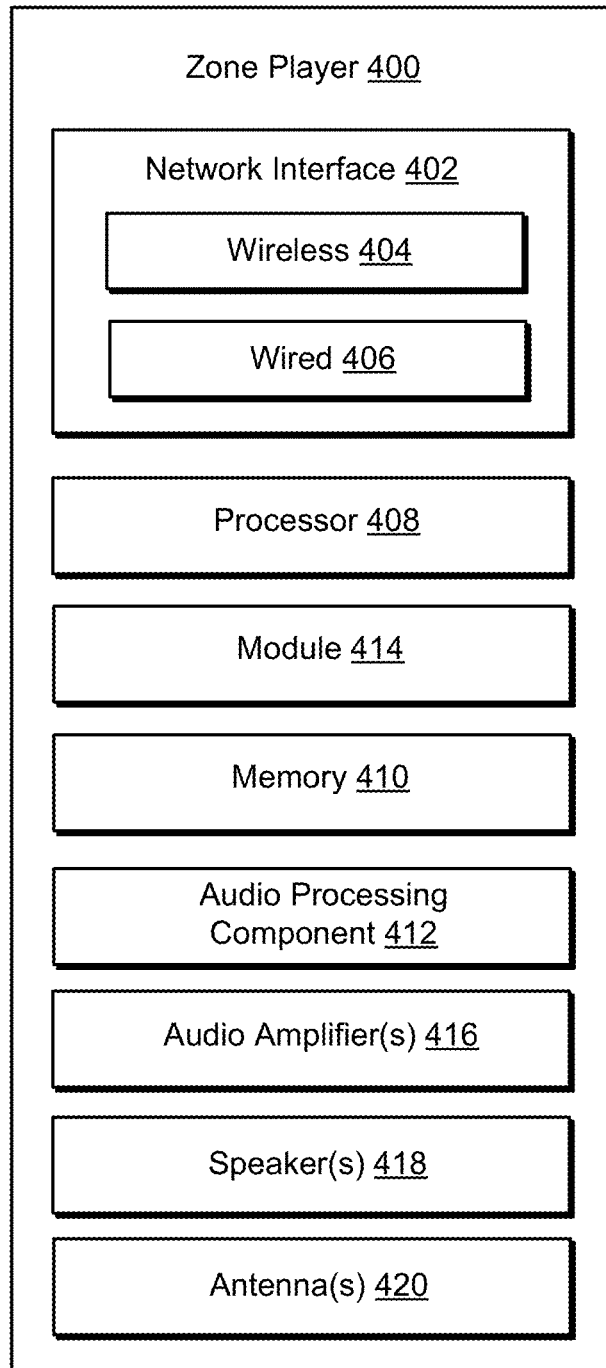 Zone Player 400
Network Interface 402
Wireless 404
Wired 406
Processor 408
Module 414
Memory 410
Audio Processing
Component 412
Audio Amplifier(s) 416
Speaker(s) 418
Antenna(s) 420